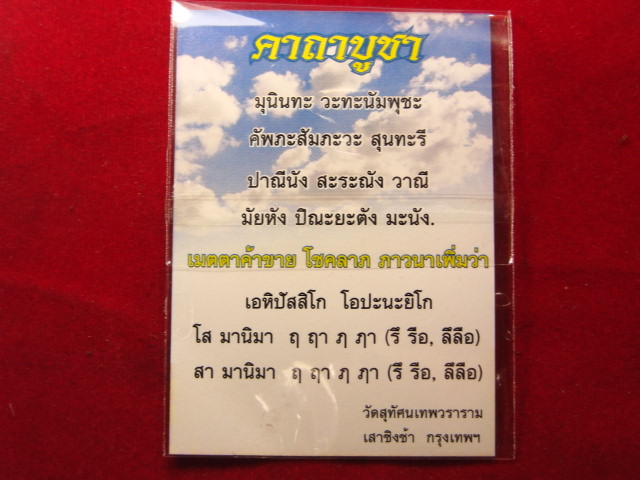 คาถาบูชา
มุนินทะ วะทะนัมพุชะ
คัพภะสัมภะวะ สุนทะรี
ปาณีนัง สะระณัง วาณี
มัยหัง ปิณะยะตัง มะนัง.
เมตตาค้าขาย โชคลาภ ภาวนาเพิ่มว่า
เอหิปัสสิโก โอปะนะยิโก
โส มานิมา ฤ ฤา ฦ ฦา (รึ รือ, ลึลือ)
สา มานิมา ฤ ฤา ฦ ฦา (รึ รือ, ลึลือ)
วัดสุทัศนเทพวราราม
เสาชิงช้า กรุงเทพฯ